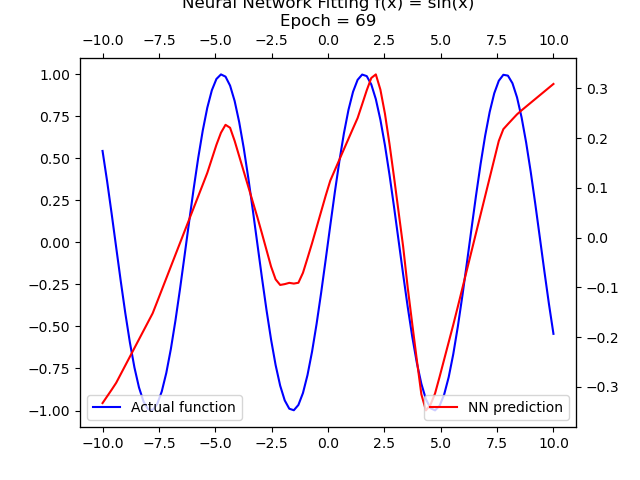 Neural Network Fitting f(x) = sin(x)
Epoch = 69
−10.0 −7.5 −5.0 −2.5 0.0 2.5 5.0 7.5 10.0
1.00
0.75
0.50
0.25
0.00
−0.25
−0.50
−0.75
−1.00
0.3
0.2
0.1
0.0
−0.1
−0.2
−0.3
Actual function
NN prediction
−10.0 −7.5 −5.0 −2.5 0.0 2.5 5.0 7.5 10.0